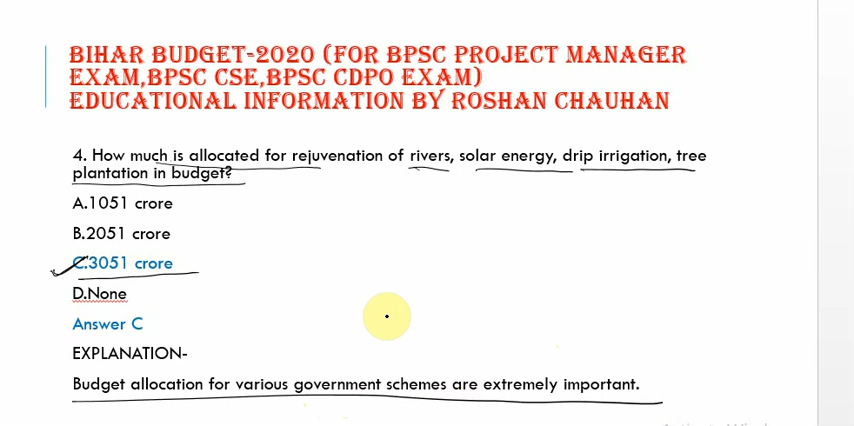 BIHAR BUDGET-2020 (FOR BPSC PROJECT MANAGER
EXAM,BPSC CSE,BPSC CDPO EXAM)
EDUCATIONAL INFORMATION BY ROSHAN CHAUHAN
4. How much is allocated for rejuvenation of rivers, solar energy, drip irrigation, tree
plantation in budget?
A.1051 crore
B.2051 crore
C.3051 crore
D.None
Answer C
EXPLANATION-
Budget allocation for various government schemes are extremely important.